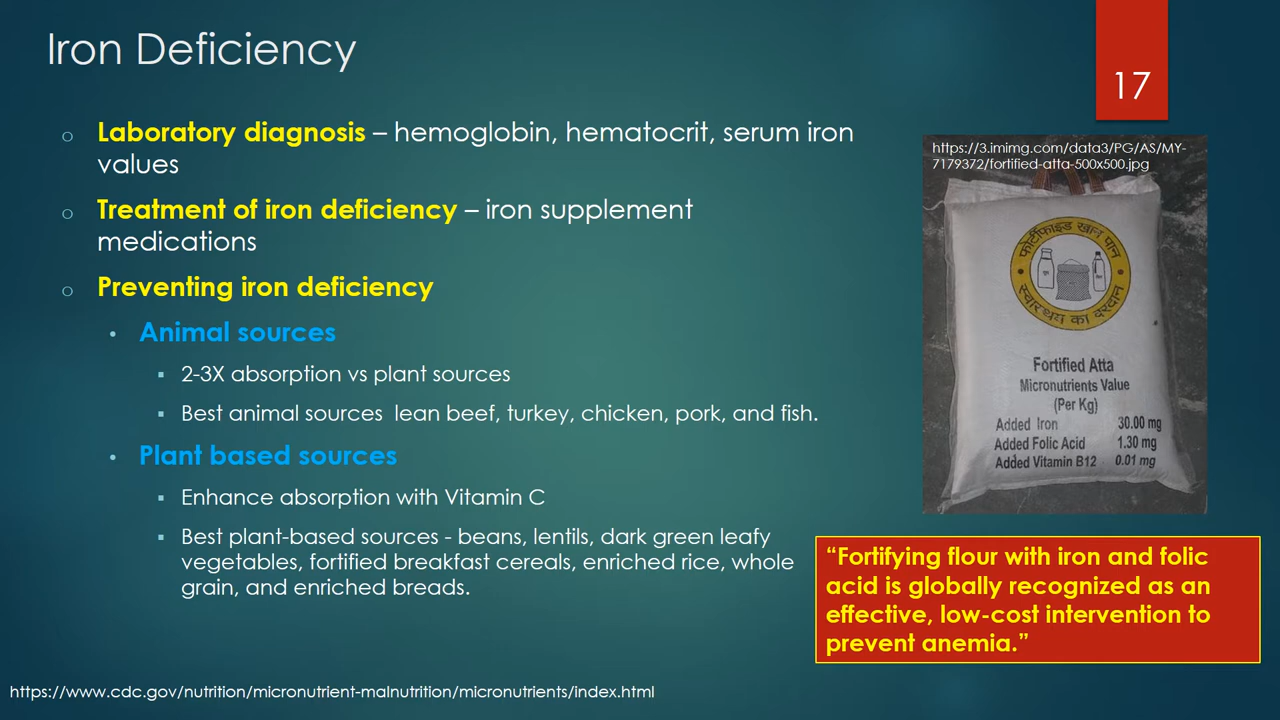 Iron Deficiency
17
Laboratory diagnosis – hemoglobin, hematocrit, serum iron
values
Treatment of iron deficiency – iron supplement
medications
Preventing iron deficiency
Animal sources
2-3X absorption vs plant sources
Best animal sources lean beef, turkey, chicken, pork, and fish.
Plant based sources
Enhance absorption with Vitamin C
Best plant-based sources - beans, lentils, dark green leafy
vegetables, fortified breakfast cereals, enriched rice, whole
grain, and enriched breads.
https://3.imimg.com/data3/PG/AS/MY-
7179372/fortified-atta-500x500.jpg
फोर्टीफाइड खान पान
स्वास्थय का वरदान
Fortified Atta
Micronutrients Value
(Per Kg)
Added Iron 30.00 mg
Added Folic Acid 1.30 mg
Added Vitamin B12 0.01 mg
“Fortifying flour with iron and folic
acid is globally recognized as an
effective, low-cost intervention to
prevent anemia.”
https://www.cdc.gov/nutrition/micronutrient-malnutrition/micronutrients/index.html